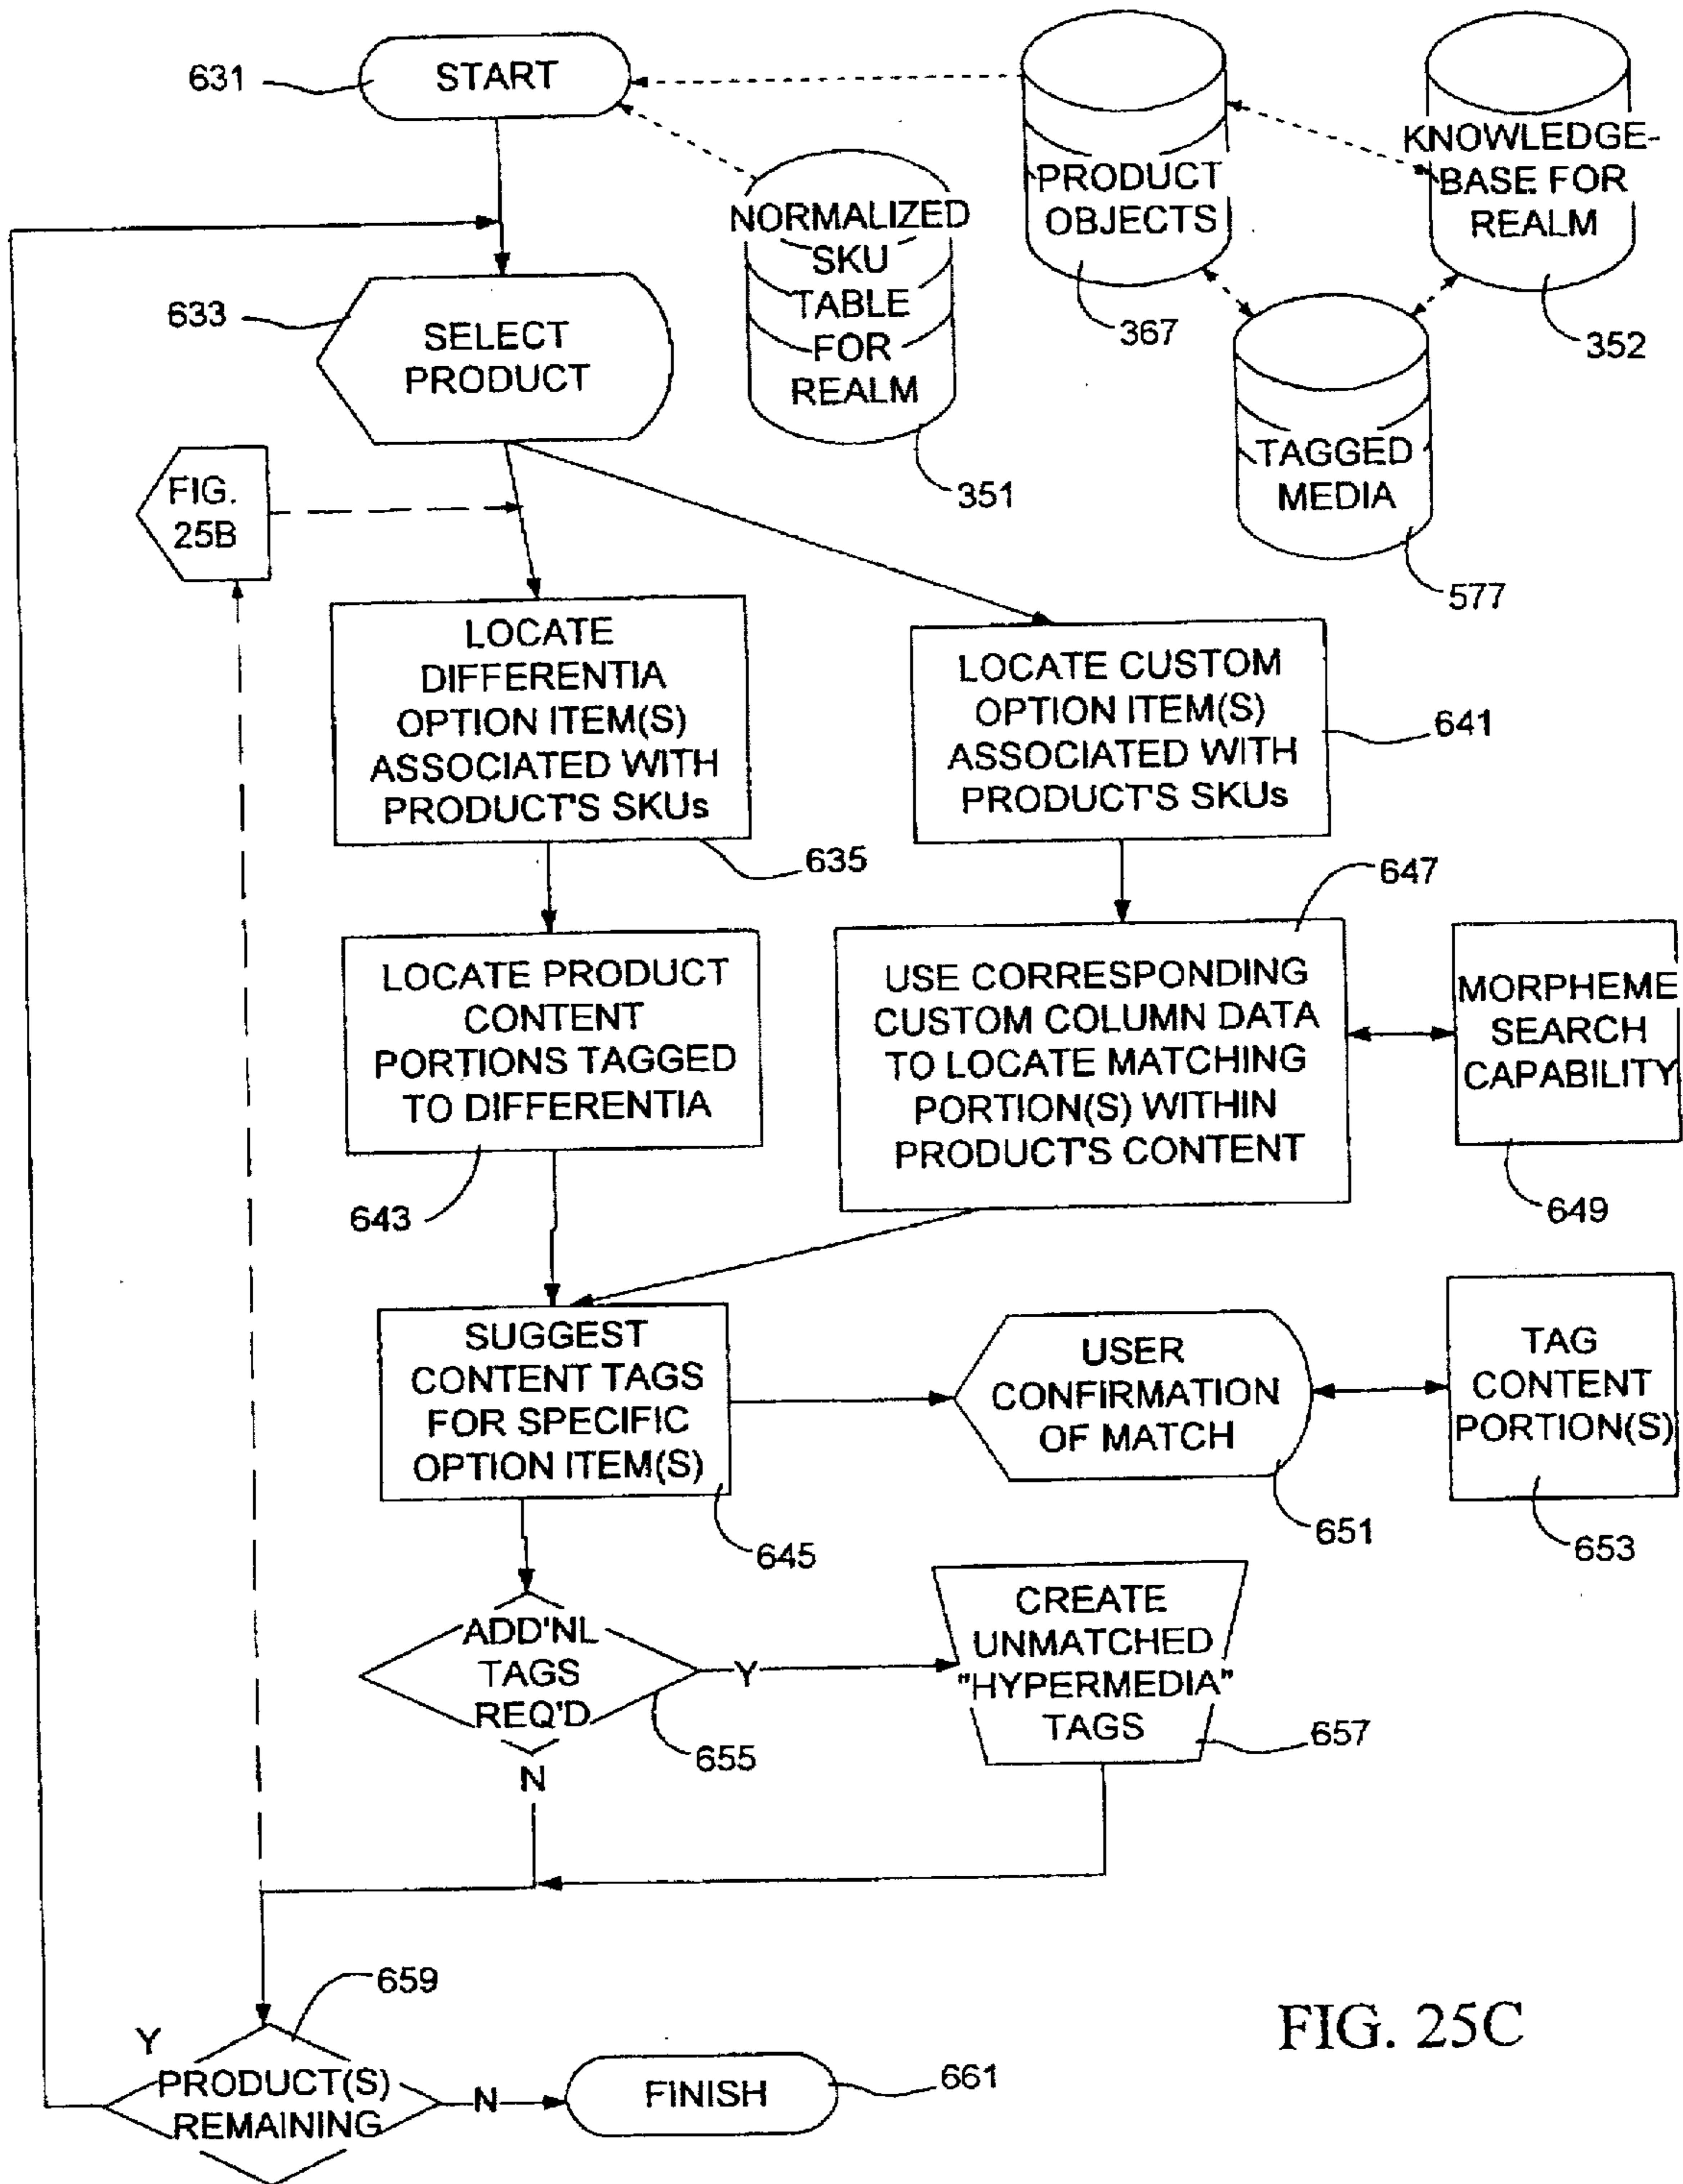 631
START
NORMALIZED
SKU
TABLE
FOR
REALM
351
PRODUCT
OBJECTS
367
KNOWLEDGE-
BASE FOR
REALM
352
TAGGED
MEDIA
577
633
SELECT
PRODUCT
FIG.
25B
LOCATE
DIFFERENTIA
OPTION ITEM(S)
ASSOCIATED WITH
PRODUCT'S SKUs
635
LOCATE CUSTOM
OPTION ITEM(S)
ASSOCIATED WITH
PRODUCT'S SKUs
641
LOCATE PRODUCT
CONTENT
PORTIONS TAGGED
TO DIFFERENTIA
643
647
USE CORRESPONDING
CUSTOM COLUMN DATA
TO LOCATE MATCHING
PORTION(S) WITHIN
PRODUCT'S CONTENT
MORPHEME
SEARCH
CAPABILITY
649
SUGGEST
CONTENT TAGS
FOR SPECIFIC
OPTION ITEM(S)
645
USER
CONFIRMATION
OF MATCH
651
TAG
CONTENT
PORTION(S)
653
ADD'NL
TAGS
REQ'D
655
Y
N
CREATE
UNMATCHED
"HYPERMEDIA"
TAGS
657
659
Y
PRODUCT(S)
REMAINING
N
FINISH
661
FIG. 25C